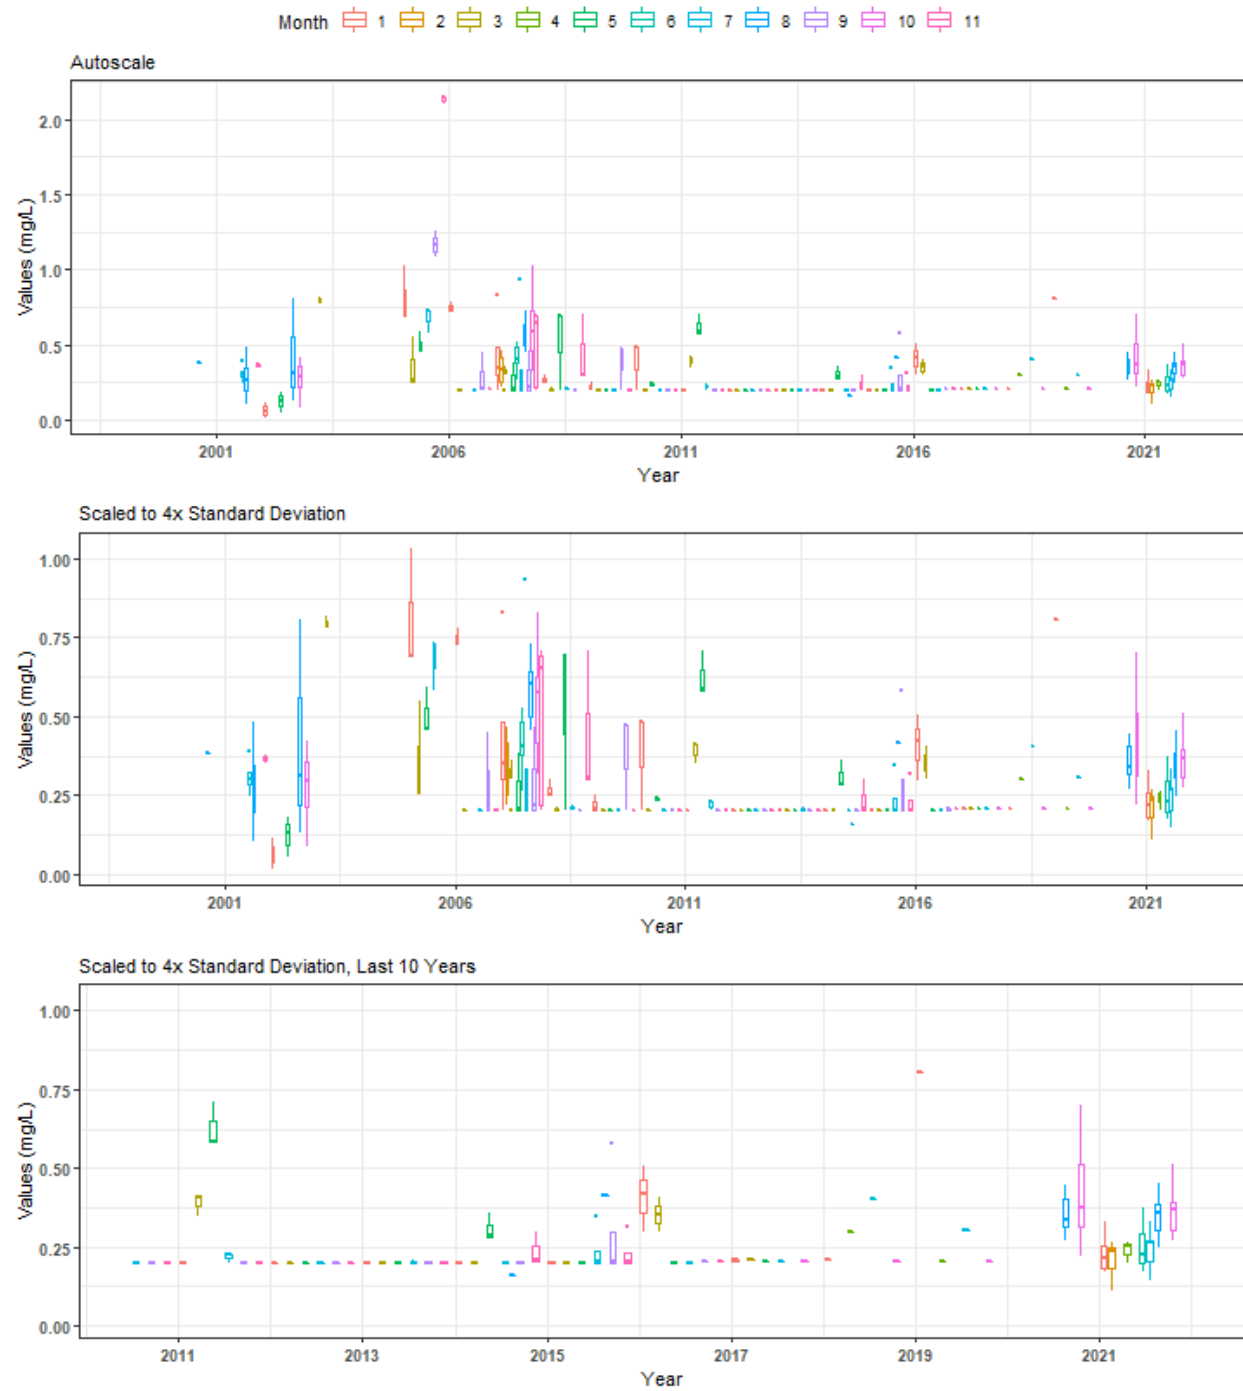 Month 1 2 3 4 5 6 7 8 9 10 11
Autoscale
2.0
1.5
1.0
0.5
0.0
Values (mg/L)
2001 2006 2011 2016 2021
Year
Scaled to 4x Standard Deviation
1.00
0.75
0.50
0.25
0.00
Values (mg/L)
2001 2006 2011 2016 2021
Year
Scaled to 4x Standard Deviation, Last 10 Years
1.00
0.75
0.50
0.25
0.00
Values (mg/L)
2011 2013 2015 2017 2019 2021
Year